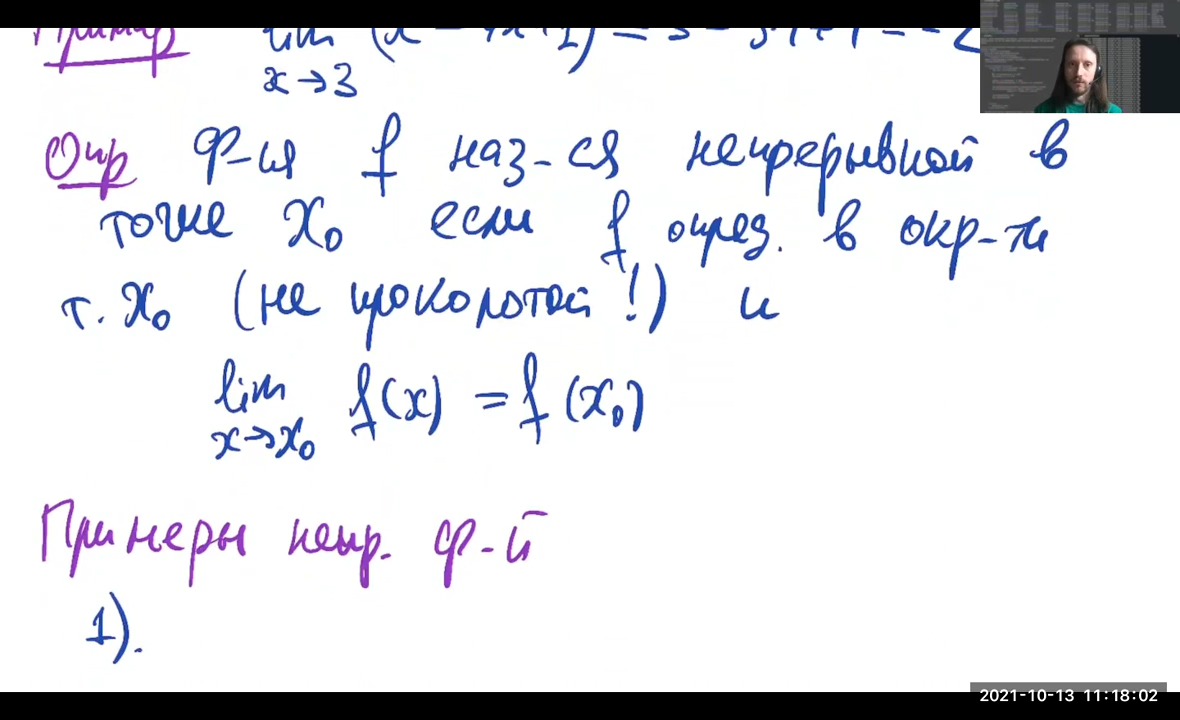 Пример lim
x→3
Опр Ф-ия f наз-ся непрерывной в
точке x₀ если f опред. в окр-ти
т. x₀ (не проколотой!) и
lim f(x) = f(x₀)
x→x₀
Примеры непр. ф-й
1).
2021-10-13 11:18:02